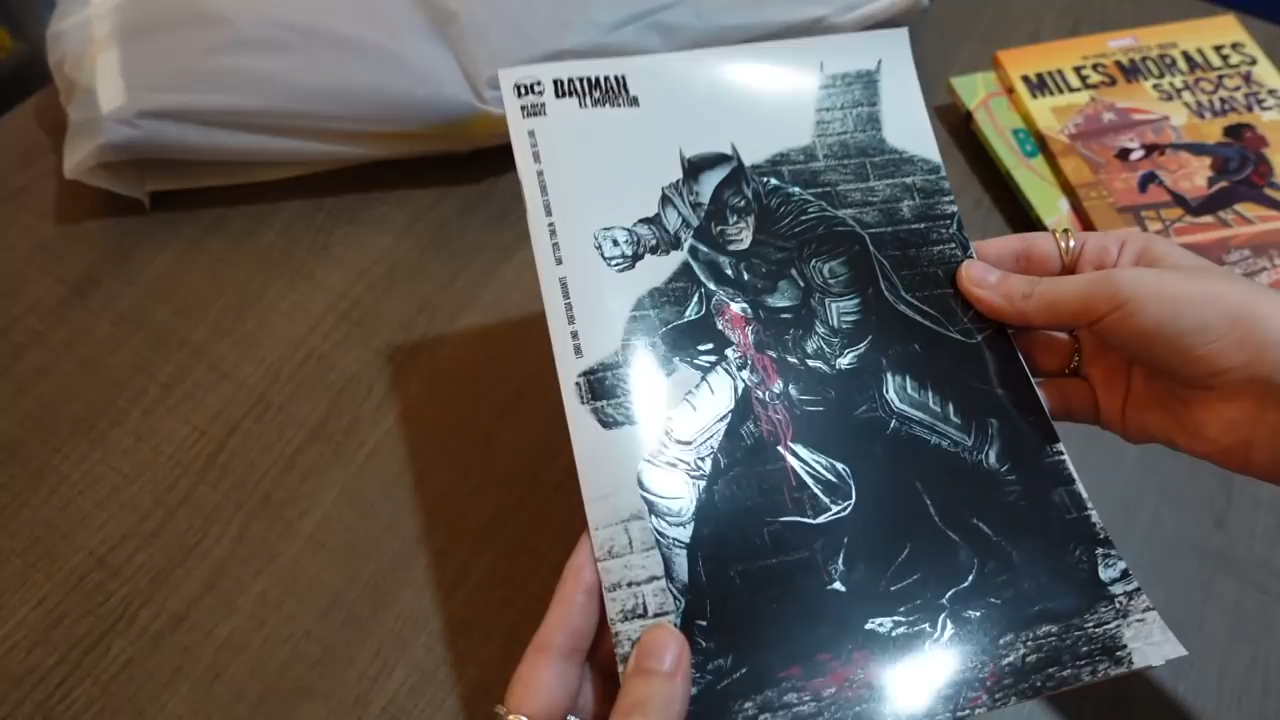 DC
BLACK
LABEL
BATMAN
EL IMPOSTOR
LIBRO UNO · PORTADA VARIANTE
MATTSON TOMLIN · ANDREA SORRENTINO · JORDIE BELLAIRE
MILES MORALES
SHOCK
WAVES
B